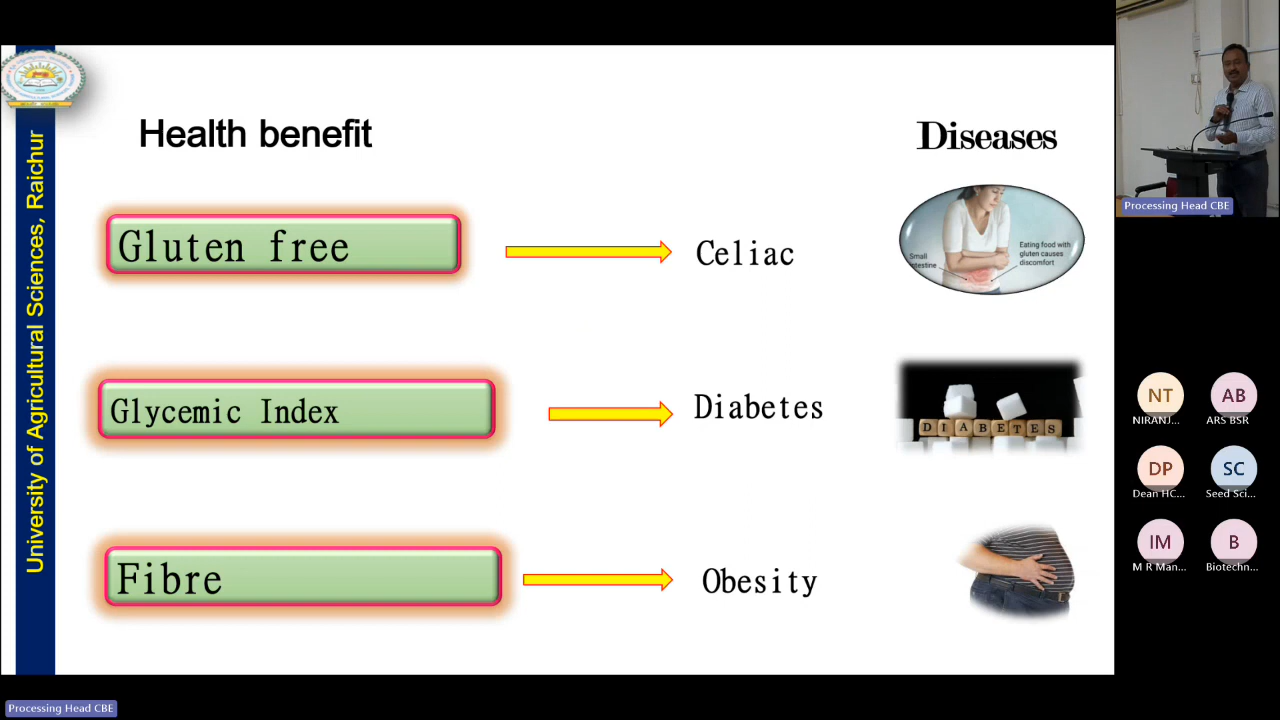 University of Agricultural Sciences, Raichur
Health benefit
Diseases
Gluten free
Celiac
Small
intestine
Eating food with
gluten causes
discomfort
Glycemic Index
Diabetes
DIABETES
Fibre
Obesity
Processing Head CBE
NT
NIRANJ...
AB
ARS BSR
DP
Dean HC...
SC
Seed Sci...
IM
M R Man...
B
Biotechn...
Processing Head CBE